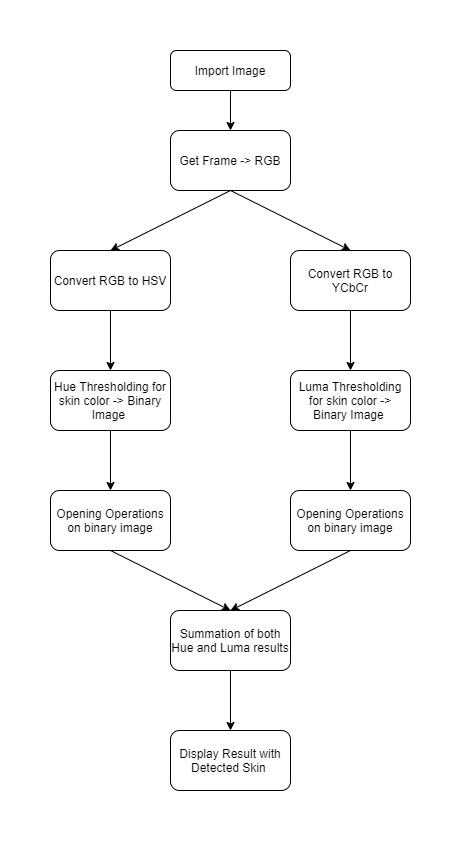 Import Image
Get Frame -> RGB
Convert RGB to HSV
Convert RGB to
YCbCr
Hue Thresholding for
skin color -> Binary
Image
Luma Thresholding
for skin color ->
Binary Image
Opening Operations
on binary image
Opening Operations
on binary image
Summation of both
Hue and Luma results
Display Result with
Detected Skin